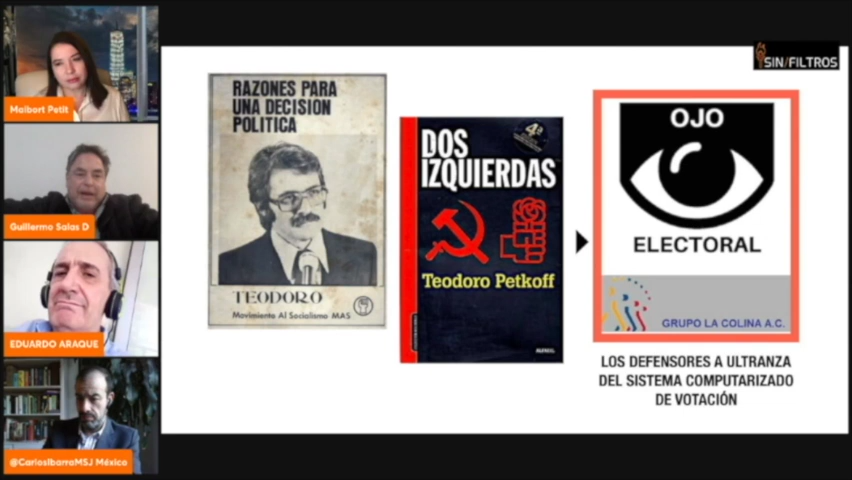 Maibort Petit
Guillermo Salas D
EDUARDO ARAQUE
@CarlosIbarraMSJ México
SIN/FILTROS
RAZONES PARA
UNA DECISION
POLITICA
TEODORO
Movimiento Al Socialismo MAS
4ª
DOS
IZQUIERDAS
Teodoro Petkoff
OJO
ELECTORAL
GRUPO LA COLINA A.C.
LOS DEFENSORES A ULTRANZA
DEL SISTEMA COMPUTARIZADO
DE VOTACIÓN